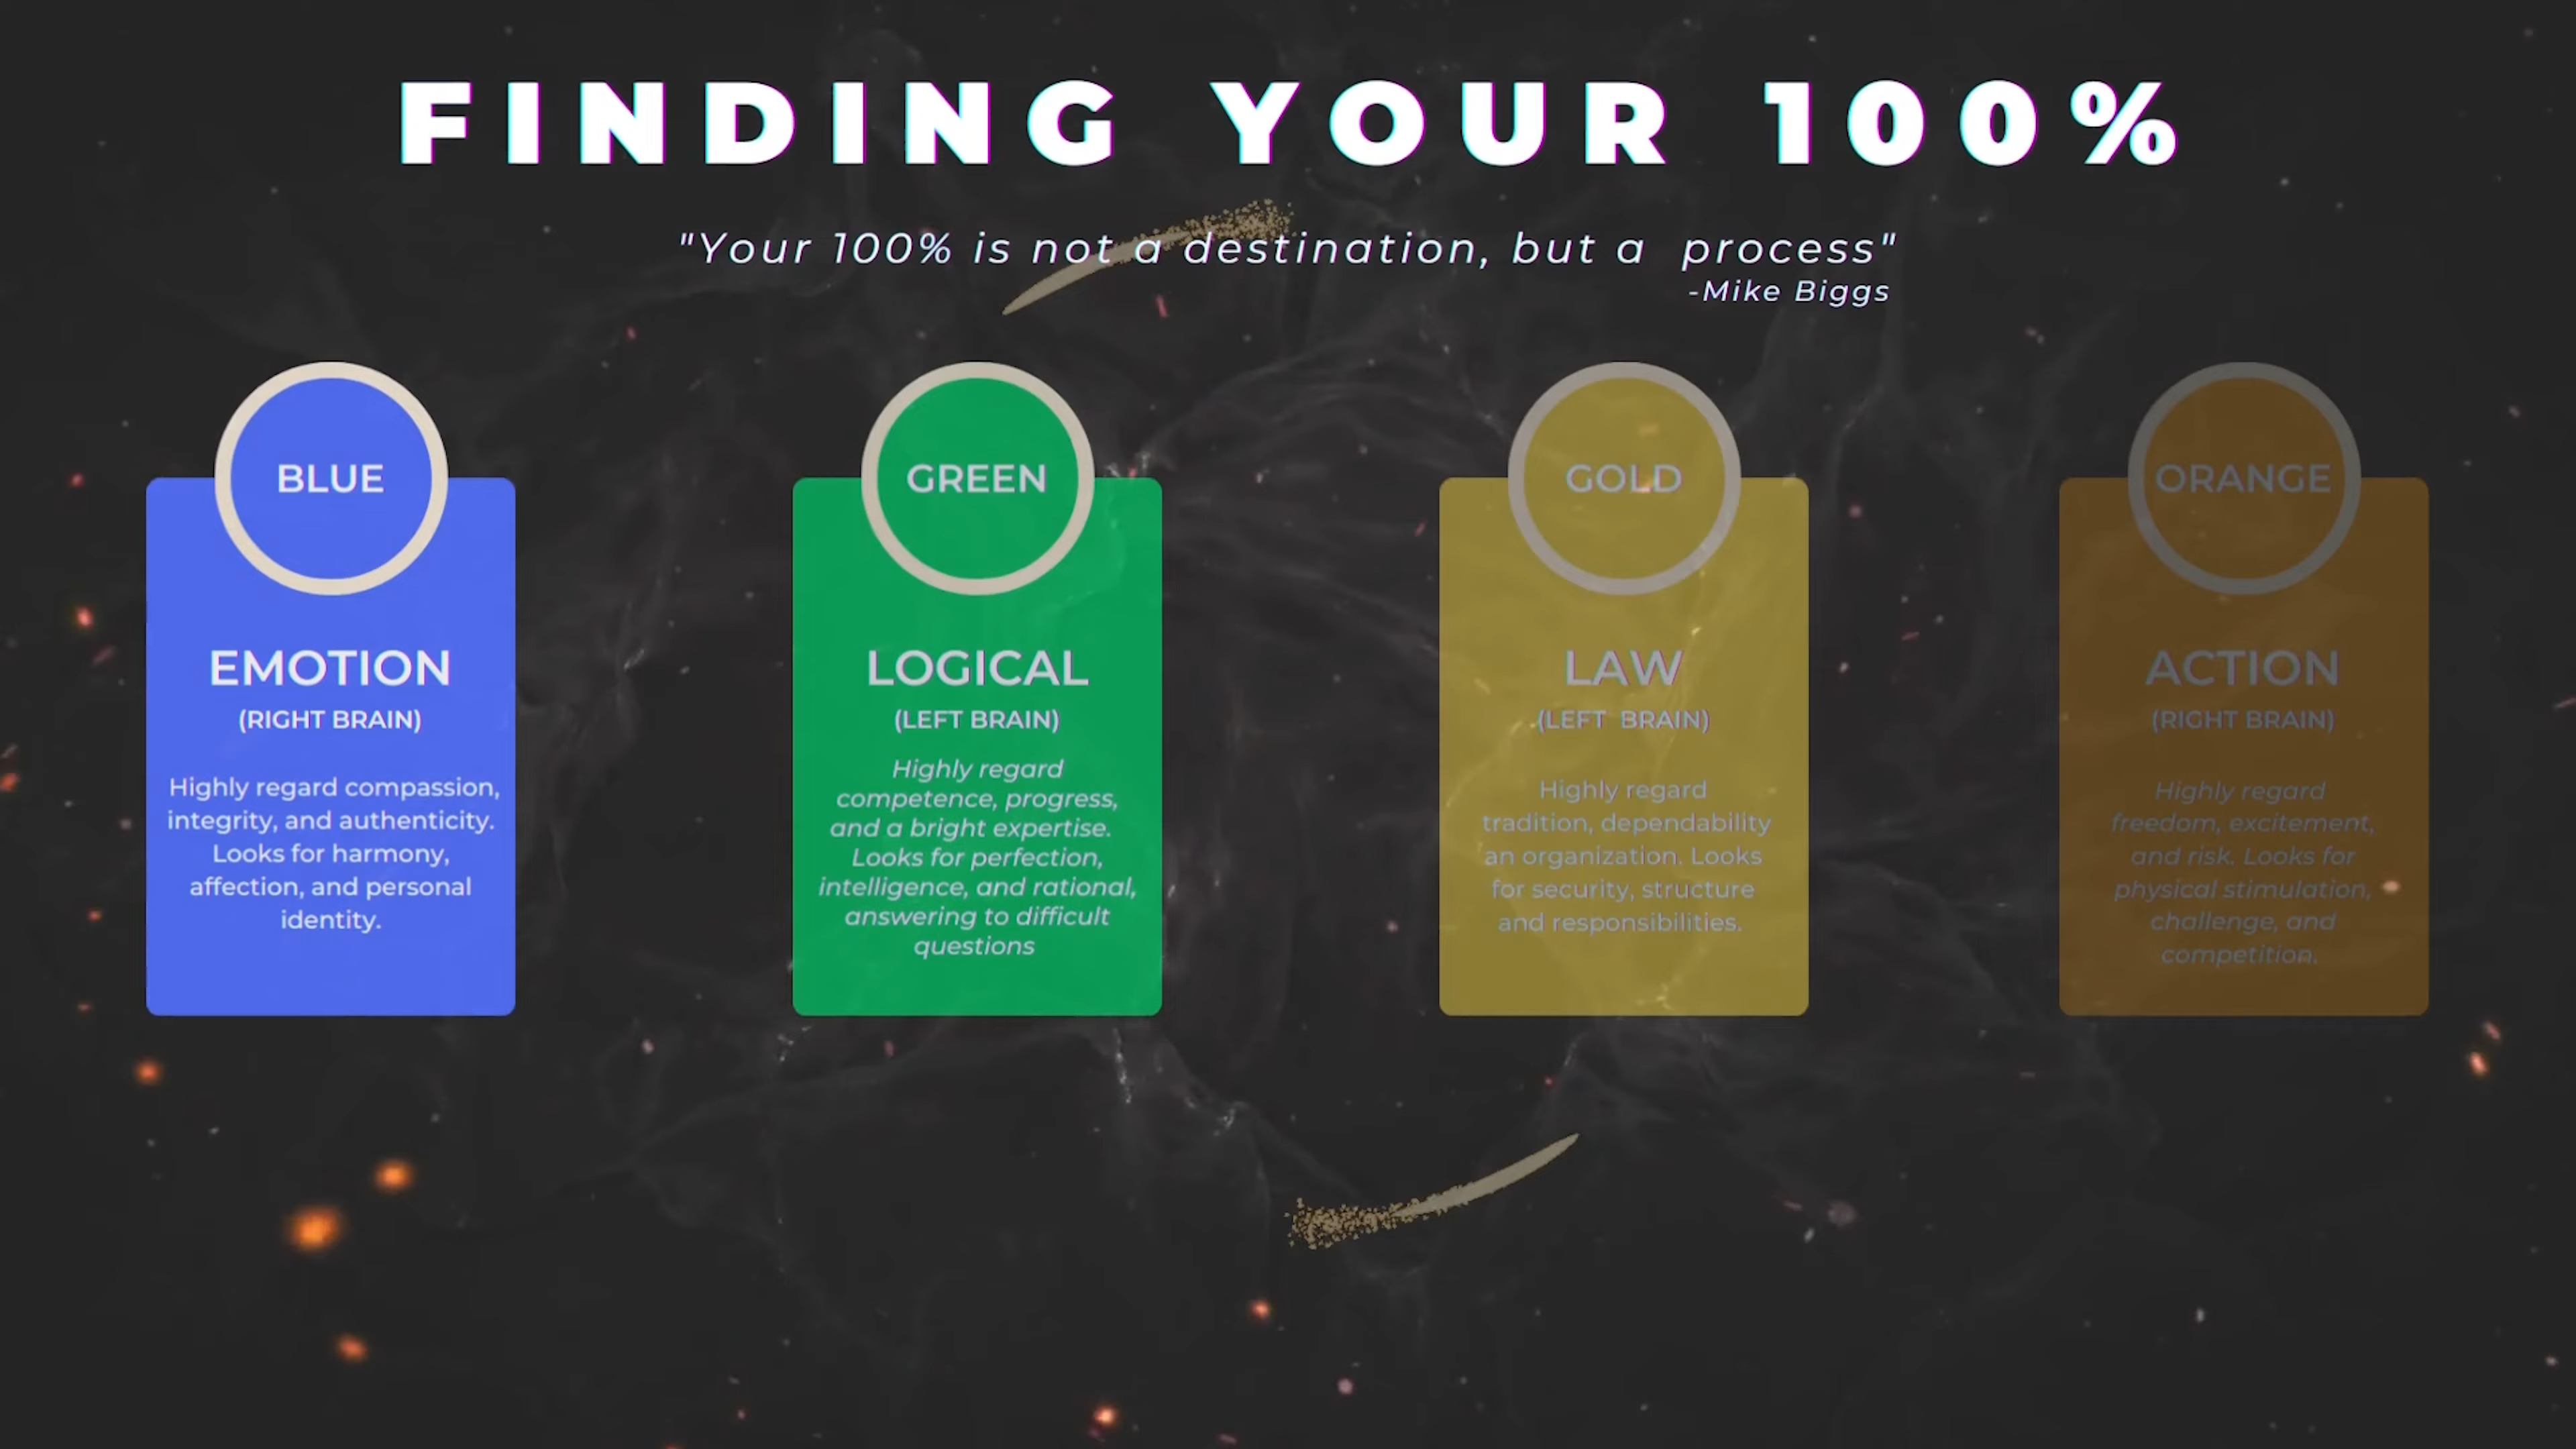 FINDING YOUR 100%
"Your 100% is not a destination, but a process"
-Mike Biggs
BLUE
EMOTION
(RIGHT BRAIN)
Highly regard compassion,
integrity, and authenticity.
Looks for harmony,
affection, and personal
identity.
GREEN
LOGICAL
(LEFT BRAIN)
Highly regard
competence, progress,
and a bright expertise.
Looks for perfection,
intelligence, and rational,
answering to difficult
questions
GOLD
LAW
(LEFT BRAIN)
Highly regard
tradition, dependability
an organization. Looks
for security, structure
and responsibilities.
ORANGE
ACTION
(RIGHT BRAIN)
Highly regard
freedom, excitement,
and risk. Looks for
physical stimulation,
challenge, and
competition.